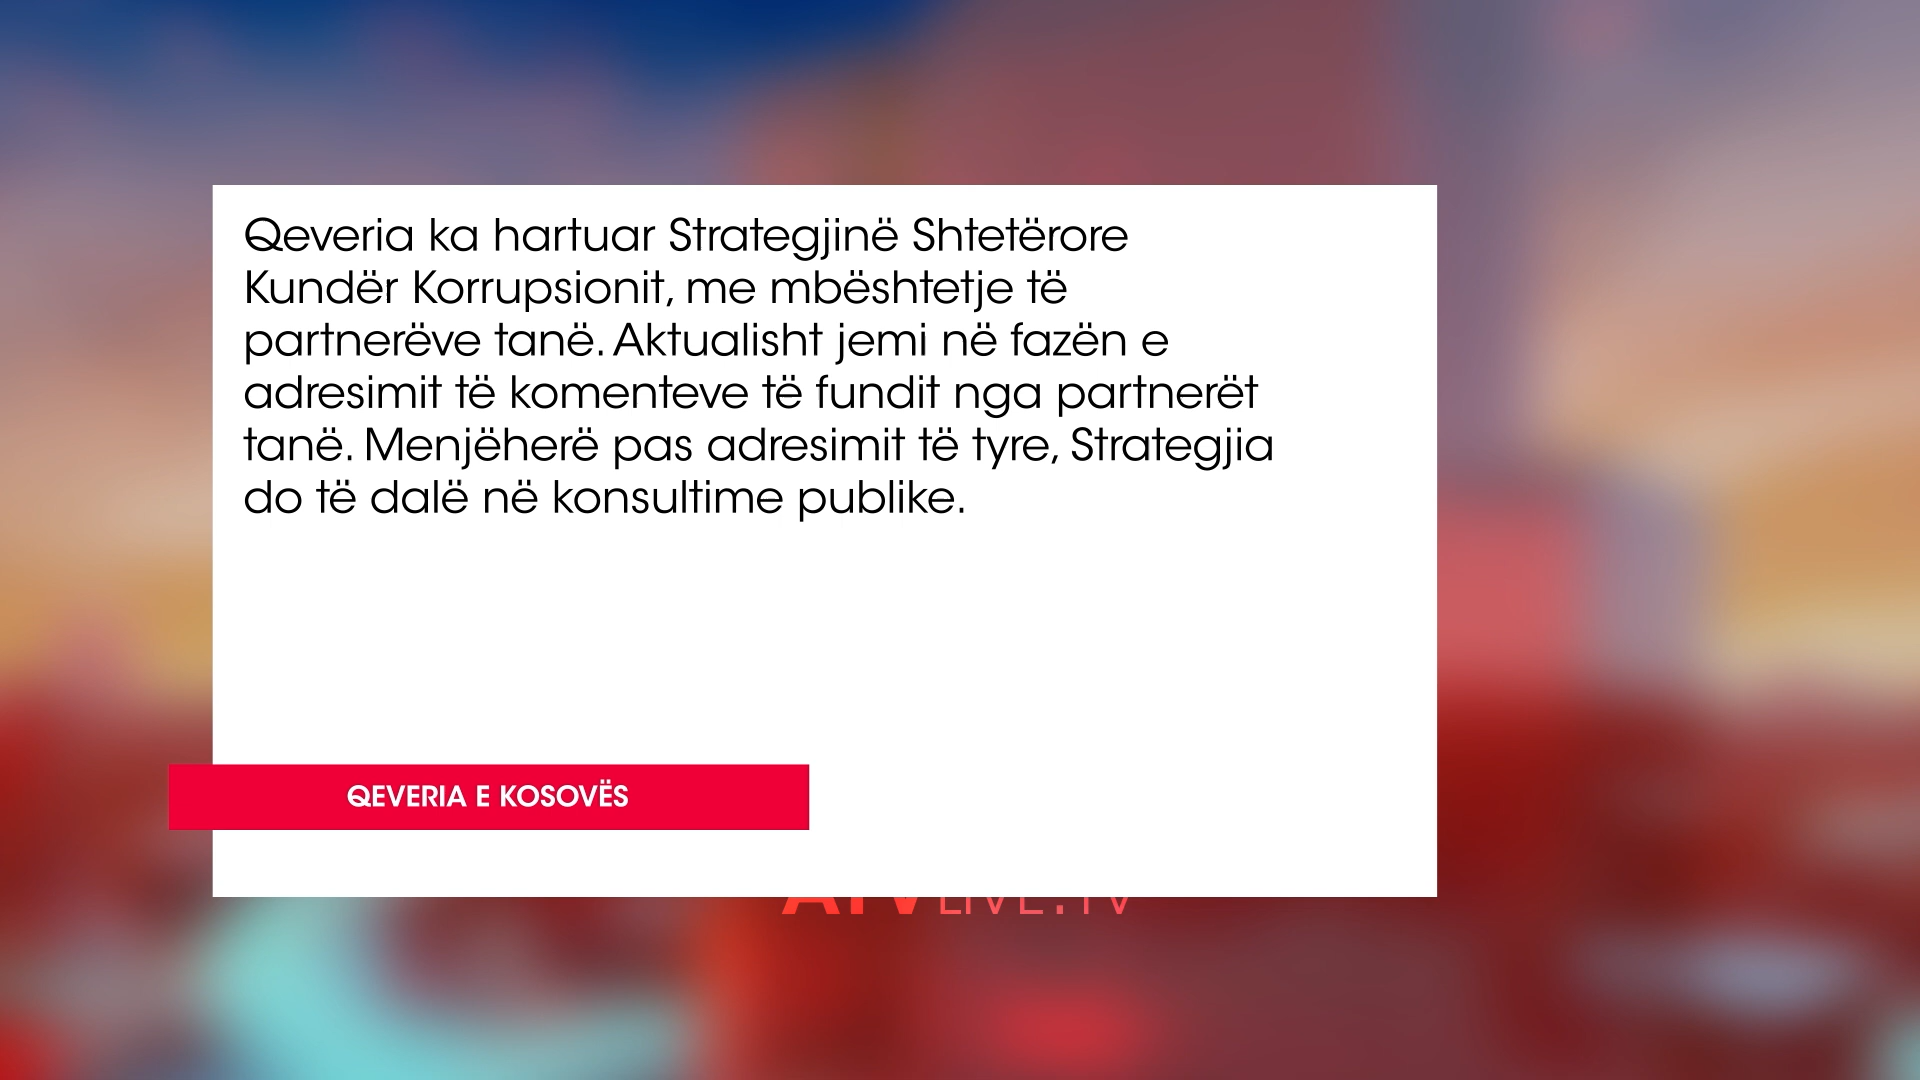 Qeveria ka hartuar Strategjinë Shtetërore
Kundër Korrupsionit, me mbështetje të
partnerëve tanë. Aktualisht jemi në fazën e
adresimit të komenteve të fundit nga partnerët
tanë. Menjëherë pas adresimit të tyre, Strategjia
do të dalë në konsultime publike.
QEVERIA E KOSOVËS
LIVE.TV